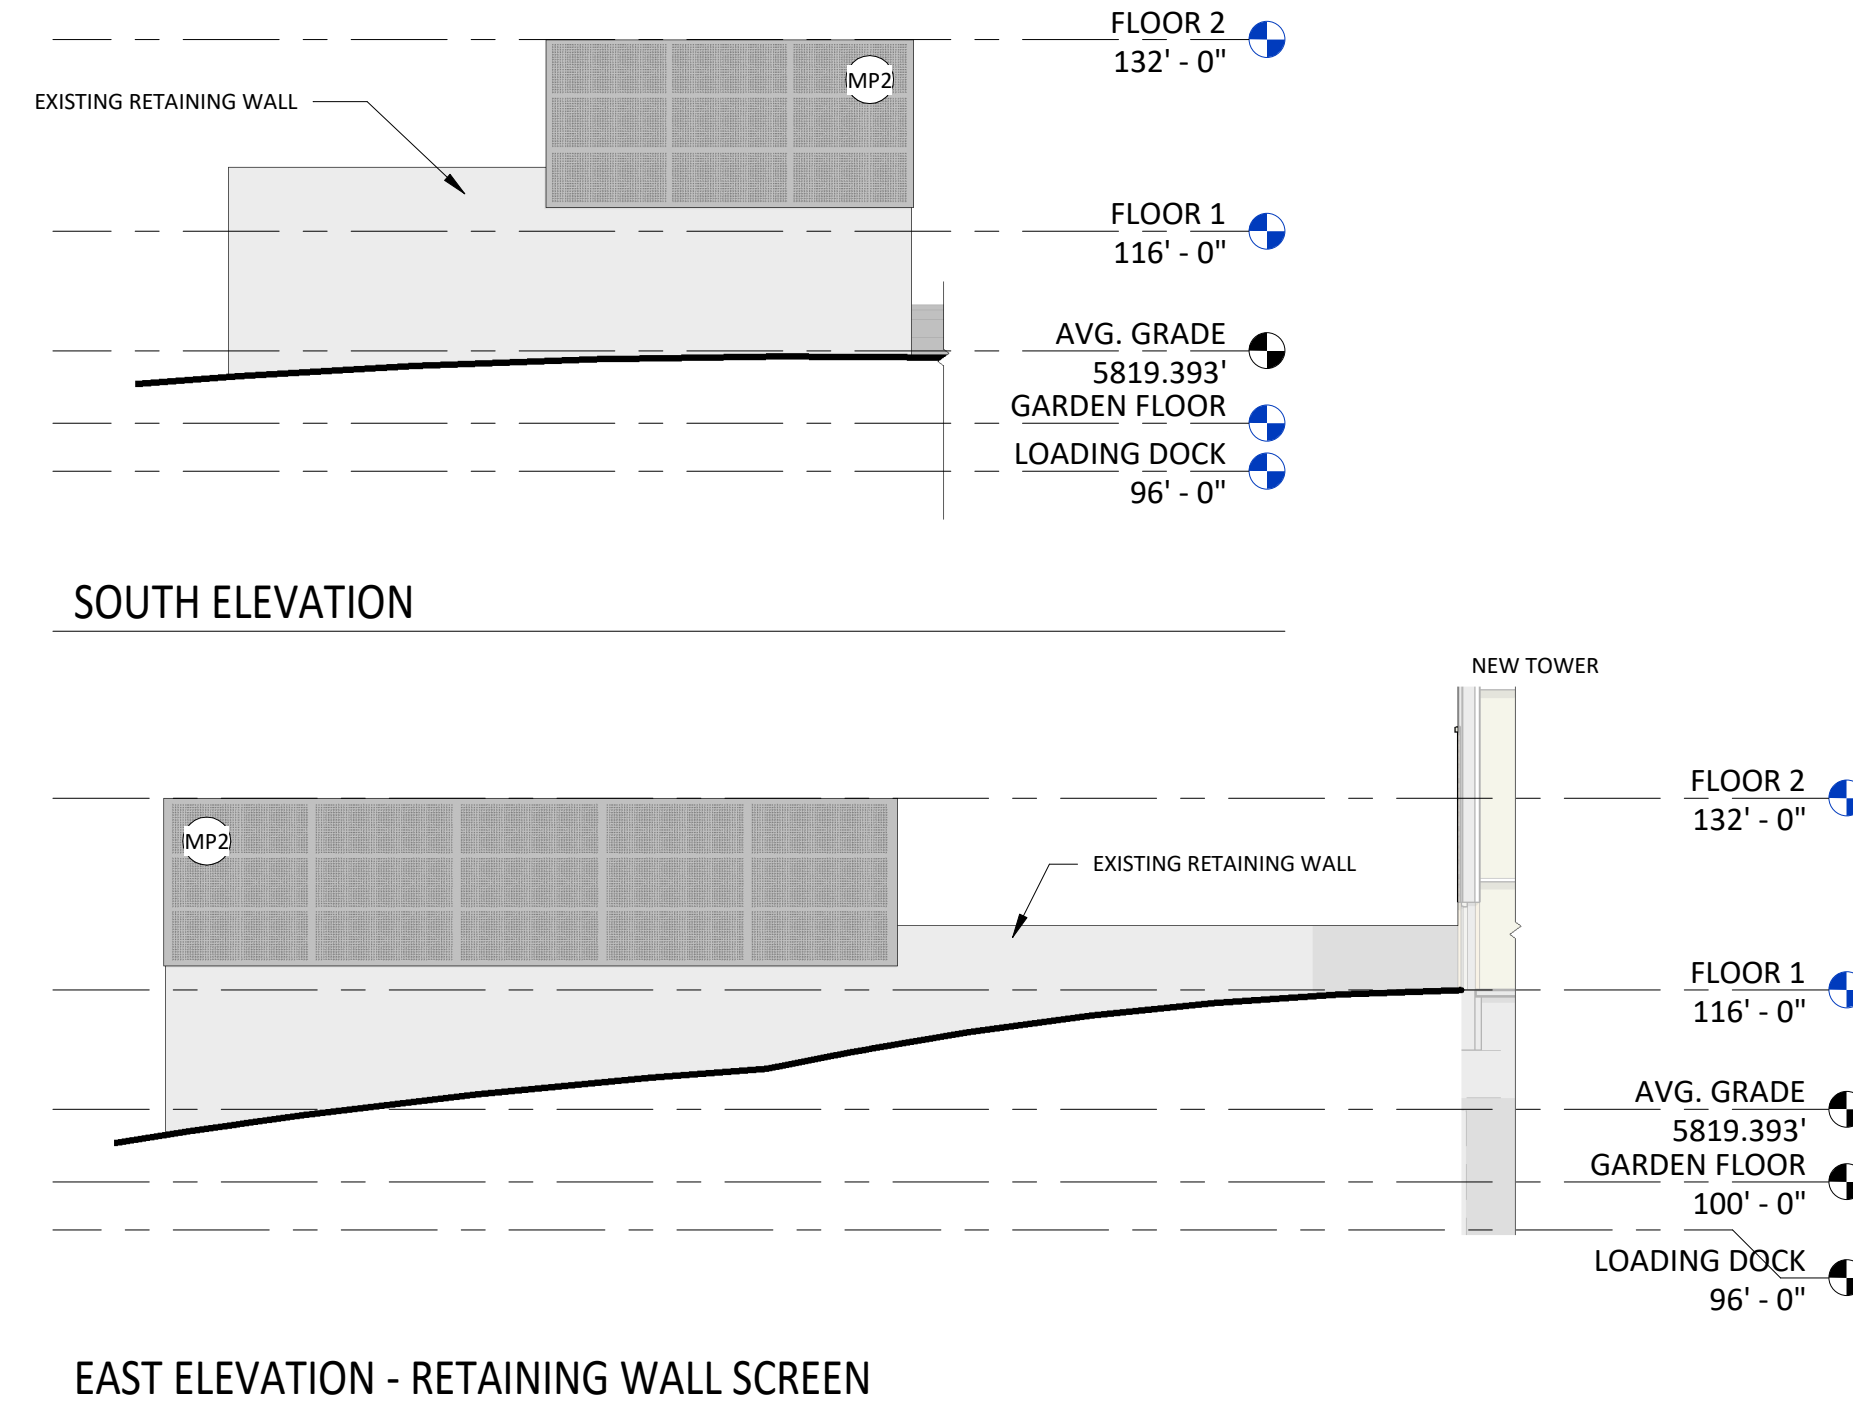 FLOOR 2
132' - 0"
MP2
EXISTING RETAINING WALL
FLOOR 1
116' - 0"
AVG. GRADE
5819.393'
GARDEN FLOOR
LOADING DOCK
96' - 0"
SOUTH ELEVATION
NEW TOWER
FLOOR 2
132' - 0"
MP2
EXISTING RETAINING WALL
FLOOR 1
116' - 0"
AVG. GRADE
5819.393'
GARDEN FLOOR
100' - 0"
LOADING DOCK
96' - 0"
EAST ELEVATION - RETAINING WALL SCREEN